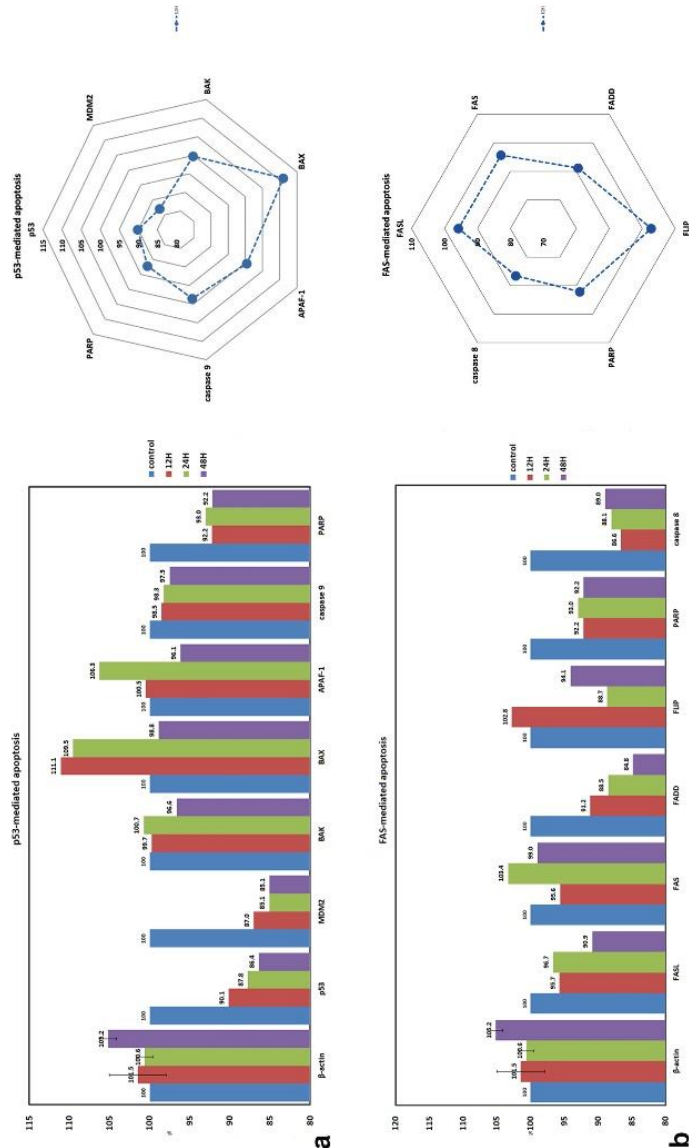 p53-mediated apoptosis
115
110
105
100
95
90
85
80
%
100 101.5 100.6 105.2
100 90.1 87.8 86.4
100 87.0 85.1 85.1
100 99.7 100.7 96.6
100 111.1 109.5 98.8
100 100.5 106.3 96.1
100 98.5 98.3 97.5
100 92.2 93.0 92.2
β-actin p53 MDM2 BAK BAX APAF-1 caspase 9 PARP
control
12H
24H
48H
a
p53-mediated apoptosis
p53
115
110
105
100
95
90
85
80
MDM2
BAK
BAX
APAF-1
caspase 9
PARP
12H
FAS-mediated apoptosis
120
115
110
105
100
95
90
85
80
%
100 101.5 100.6 105.2
100 95.7 96.7 90.9
100 95.6 103.4 99.0
100 91.2 88.5 84.8
100 102.8 88.7 94.1
100 92.2 93.0 92.2
100 86.6 88.1 89.0
β-actin FASL FAS FADD FLIP PARP caspase 8
control
12H
24H
48H
b
FAS-mediated apoptosis
FASL
110
100
90
80
70
FAS
FADD
FLIP
PARP
caspase 8
12H